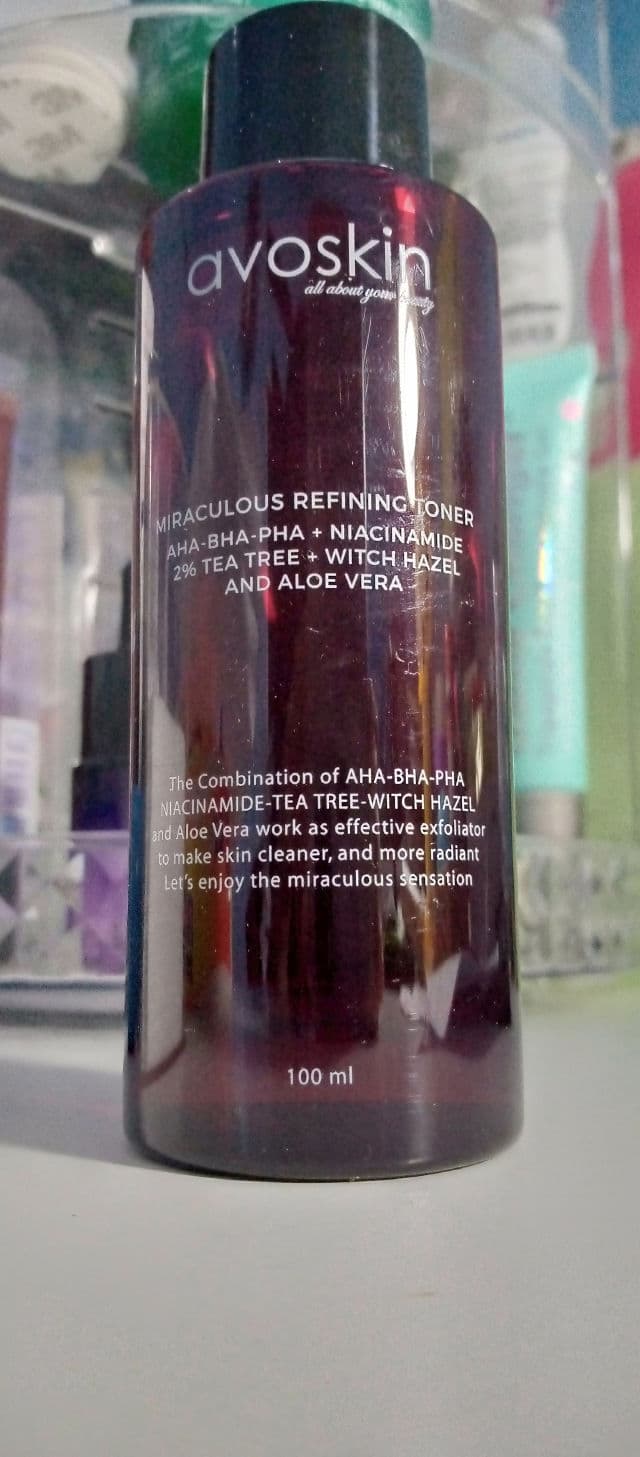 avoskin
all about your beauty
MIRACULOUS REFINING TONER
AHA-BHA-PHA + NIACINAMIDE
2% TEA TREE + WITCH HAZEL
AND ALOE VERA
The Combination of AHA-BHA-PHA
NIACINAMIDE-TEA TREE-WITCH HAZEL
and Aloe Vera work as effective exfoliator
to make skin cleaner, and more radiant
Let's enjoy the miraculous sensation
100 ml